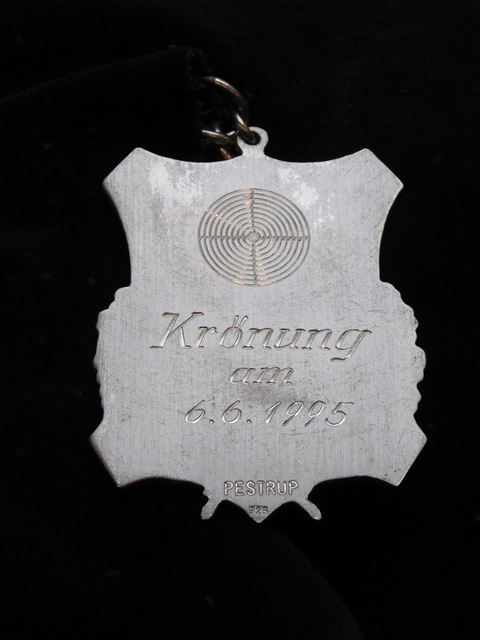 Krönung
am
6.6.1995
PESTRUP